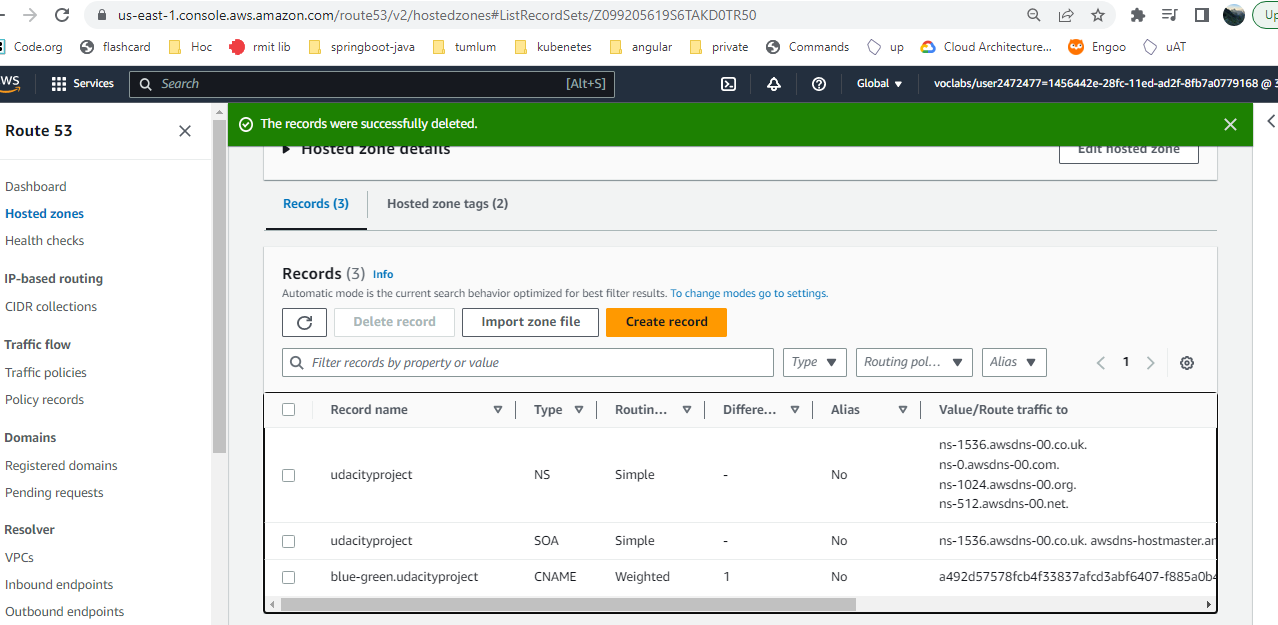 us-east-1.console.aws.amazon.com/route53/v2/hostedzones#ListRecordSets/Z099205619S6TAKD0TR50
Code.org flashcard Hoc rmit lib springboot-java tumlum kubenetes angular private Commands up Cloud Architecture... Engoo uAT
Services Search [Alt+S] Global voclabs/user2472477=1456442e-28fc-11ed-ad2f-8fb7a0779168 @
Route 53
The records were successfully deleted.
Hosted zone details
Edit hosted zone
Dashboard
Hosted zones
Health checks
IP-based routing
CIDR collections
Traffic flow
Traffic policies
Policy records
Domains
Registered domains
Pending requests
Resolver
VPCs
Inbound endpoints
Outbound endpoints
Records (3) Hosted zone tags (2)
Records (3) Info
Automatic mode is the current search behavior optimized for best filter results. To change modes go to settings.
Delete record Import zone file Create record
Filter records by property or value Type Routing pol... Alias 1
Record name Type Routin... Differe... Alias Value/Route traffic to
ns-1536.awsdns-00.co.uk.
ns-0.awsdns-00.com.
udacityproject NS Simple - No
ns-1024.awsdns-00.org.
ns-512.awsdns-00.net.
udacityproject SOA Simple - No ns-1536.awsdns-00.co.uk. awsdns-hostmaster.am
blue-green.udacityproject CNAME Weighted 1 No a492d57578fcb4f33837afcd3abf6407-f885a0b4